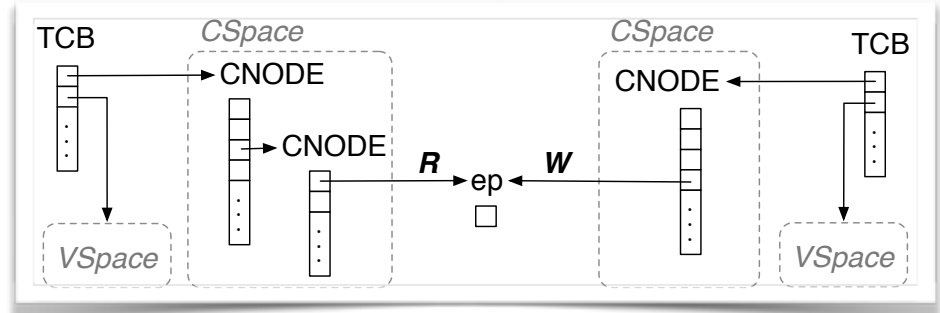 TCB
CSpace
CSpace
TCB
CNODE
CNODE
CNODE
R
W
ep
VSpace
VSpace